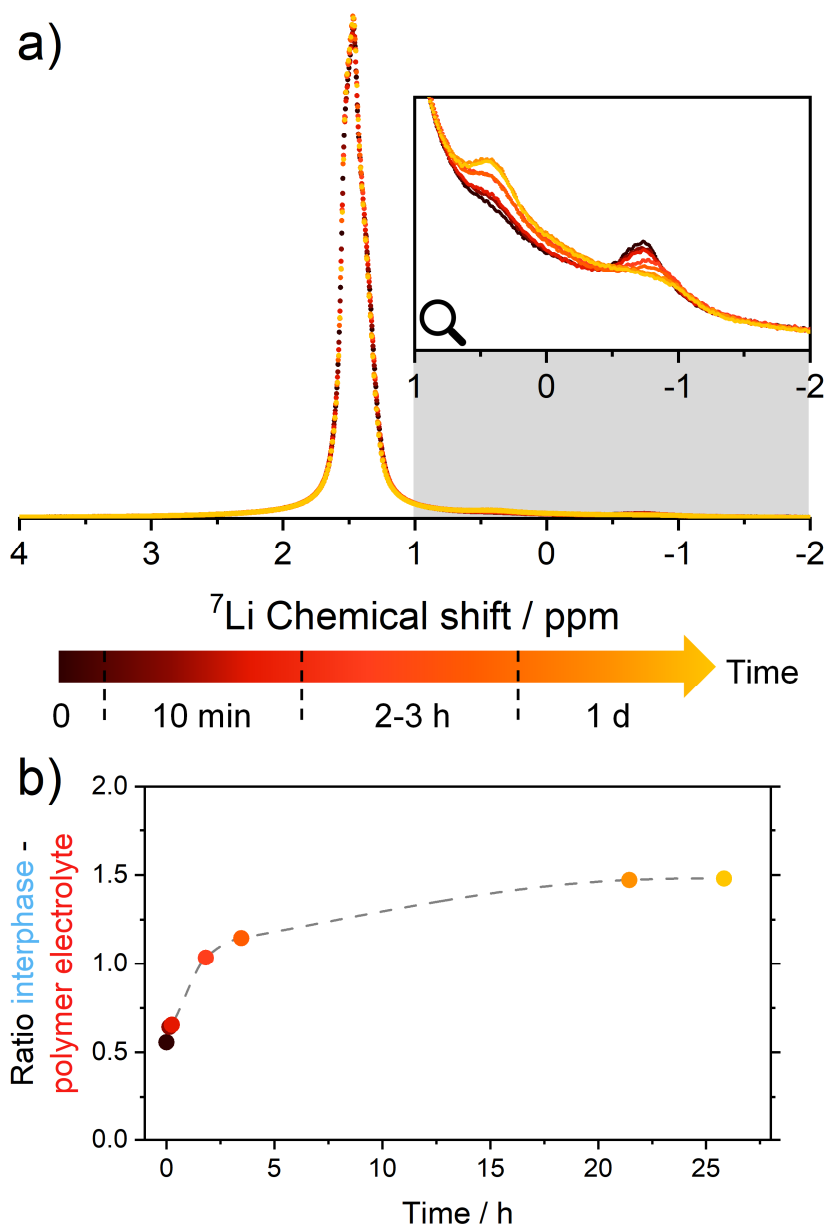 a)
1 0 -1 -2
4 3 2 1 0 -1 -2
⁷Li Chemical shift / ppm
Time
0 10 min 2-3 h 1 d
b)
Ratio interphase -
polymer electrolyte
2.0
1.5
1.0
0.5
0.0
0 5 10 15 20 25
Time / h